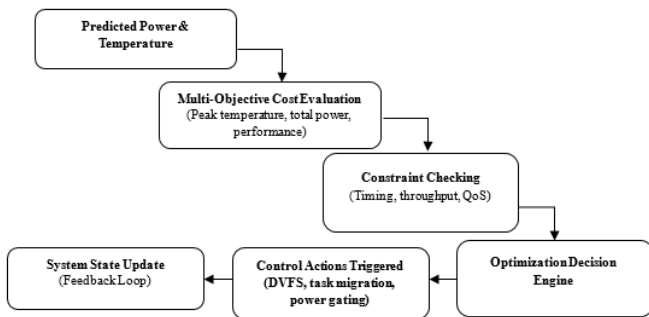 Predicted Power &
Temperature
Multi-Objective Cost Evaluation
(Peak temperature, total power,
performance)
Constraint Checking
(Timing, throughput, QoS)
Optimization Decision
Engine
Control Actions Triggered
(DVFS, task migration,
power gating)
System State Update
(Feedback Loop)